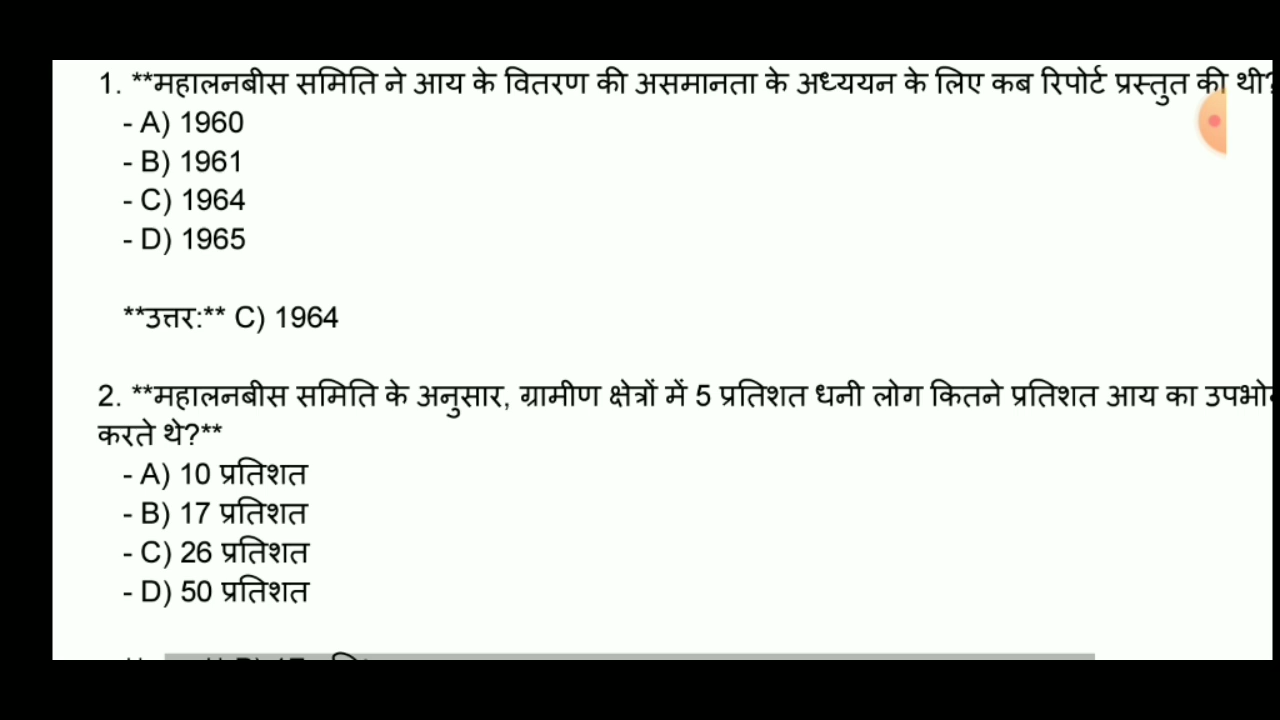 1. **महालनबीस समिति ने आय के वितरण की असमानता के अध्ययन के लिए कब रिपोर्ट प्रस्तुत की थी?
- A) 1960
- B) 1961
- C) 1964
- D) 1965
**उत्तर:** C) 1964
2. **महालनबीस समिति के अनुसार, ग्रामीण क्षेत्रों में 5 प्रतिशत धनी लोग कितने प्रतिशत आय का
करते थे?**
- A) 10 प्रतिशत
- B) 17 प्रतिशत
- C) 26 प्रतिशत
- D) 50 प्रतिशत